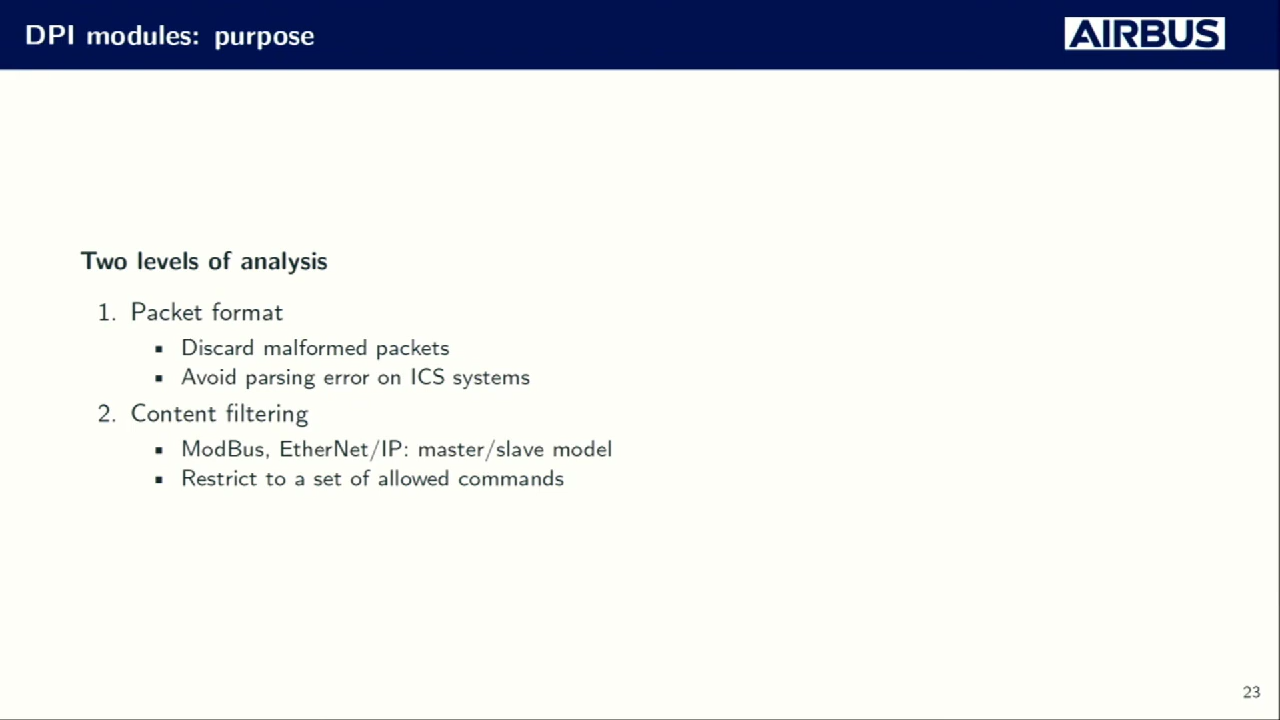 DPI modules: purpose
AIRBUS
Two levels of analysis
1. Packet format
▪ Discard malformed packets
▪ Avoid parsing error on ICS systems
2. Content filtering
▪ ModBus, EtherNet/IP: master/slave model
▪ Restrict to a set of allowed commands
23